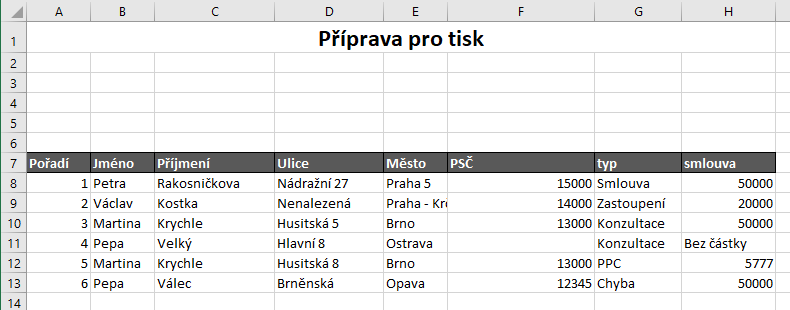 A B C D E F G H
1 Příprava pro tisk
2
3
4
5
6
7 Pořadí Jméno Příjmení Ulice Město PSČ typ smlouva
8 1 Petra Rakosničkova Nádražní 27 Praha 5 15000 Smlouva 50000
9 2 Václav Kostka Nenalezená Praha - Kr 14000 Zastoupení 20000
10 3 Martina Krychle Husitská 5 Brno 13000 Konzultace 50000
11 4 Pepa Velký Hlavní 8 Ostrava Konzultace Bez částky
12 5 Martina Krychle Husitská 8 Brno 13000 PPC 5777
13 6 Pepa Válec Brněnská Opava 12345 Chyba 50000
14